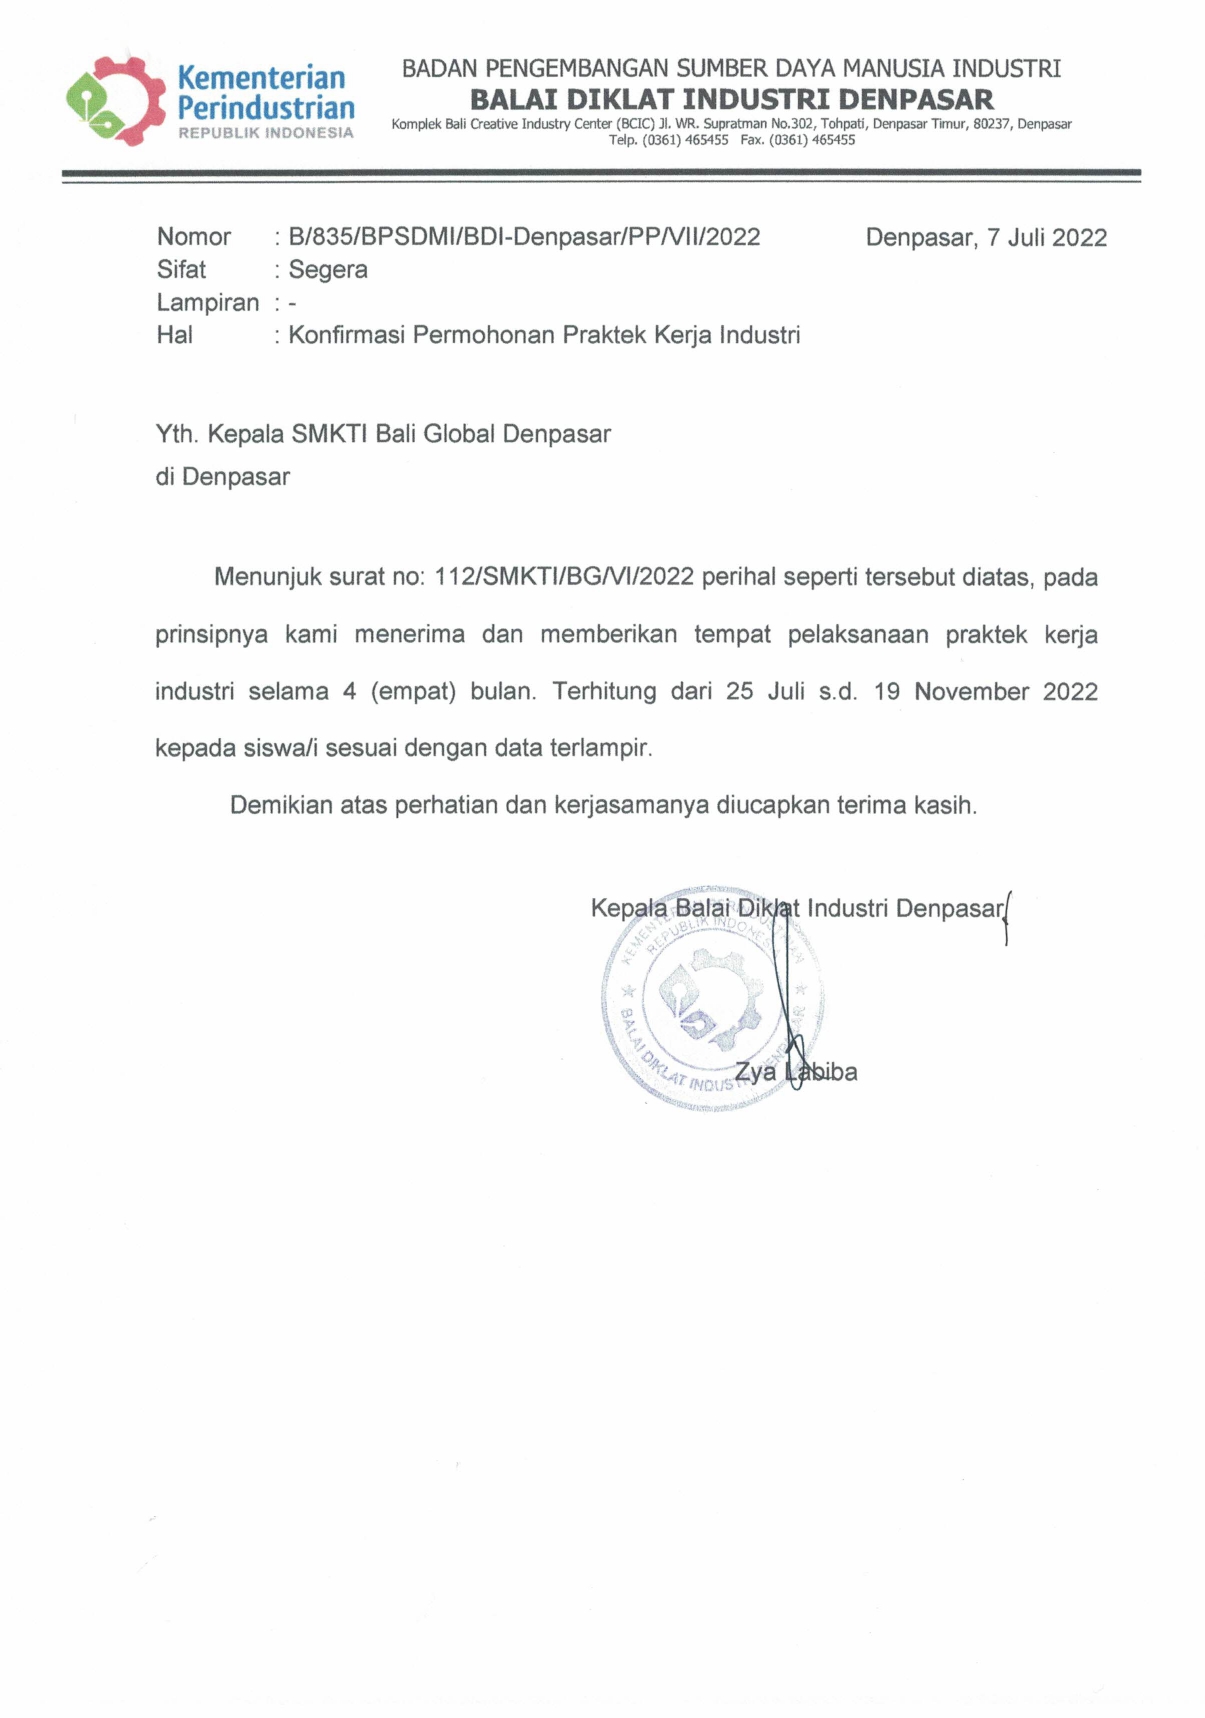 Kementerian
Perindustrian
REPUBLIK INDONESIA
BADAN PENGEMBANGAN SUMBER DAYA MANUSIA INDUSTRI
BALAI DIKLAT INDUSTRI DENPASAR
Komplek Bali Creative Industry Center (BCIC) Jl. WR. Supratman No.302, Tohpati, Denpasar Timur, 80237, Denpasar
Telp. (0361) 465455 Fax. (0361) 465455
Nomor : B/835/BPSDMI/BDI-Denpasar/PP/VII/2022 Denpasar, 7 Juli 2022
Sifat : Segera
Lampiran : -
Hal : Konfirmasi Permohonan Praktek Kerja Industri
Yth. Kepala SMKTI Bali Global Denpasar
di Denpasar
Menunjuk surat no: 112/SMKTI/BG/VI/2022 perihal seperti tersebut diatas, pada
prinsipnya kami menerima dan memberikan tempat pelaksanaan praktek kerja
industri selama 4 (empat) bulan. Terhitung dari 25 Juli s.d. 19 November 2022
kepada siswa/i sesuai dengan data terlampir.
Demikian atas perhatian dan kerjasamanya diucapkan terima kasih.
Kepala Balai Diklat Industri Denpasar
KEMENTERIAN PERINDUSTRIAN
REPUBLIK INDONESIA
BALAI DIKLAT INDUSTRI DENPASAR
Zya Labiba